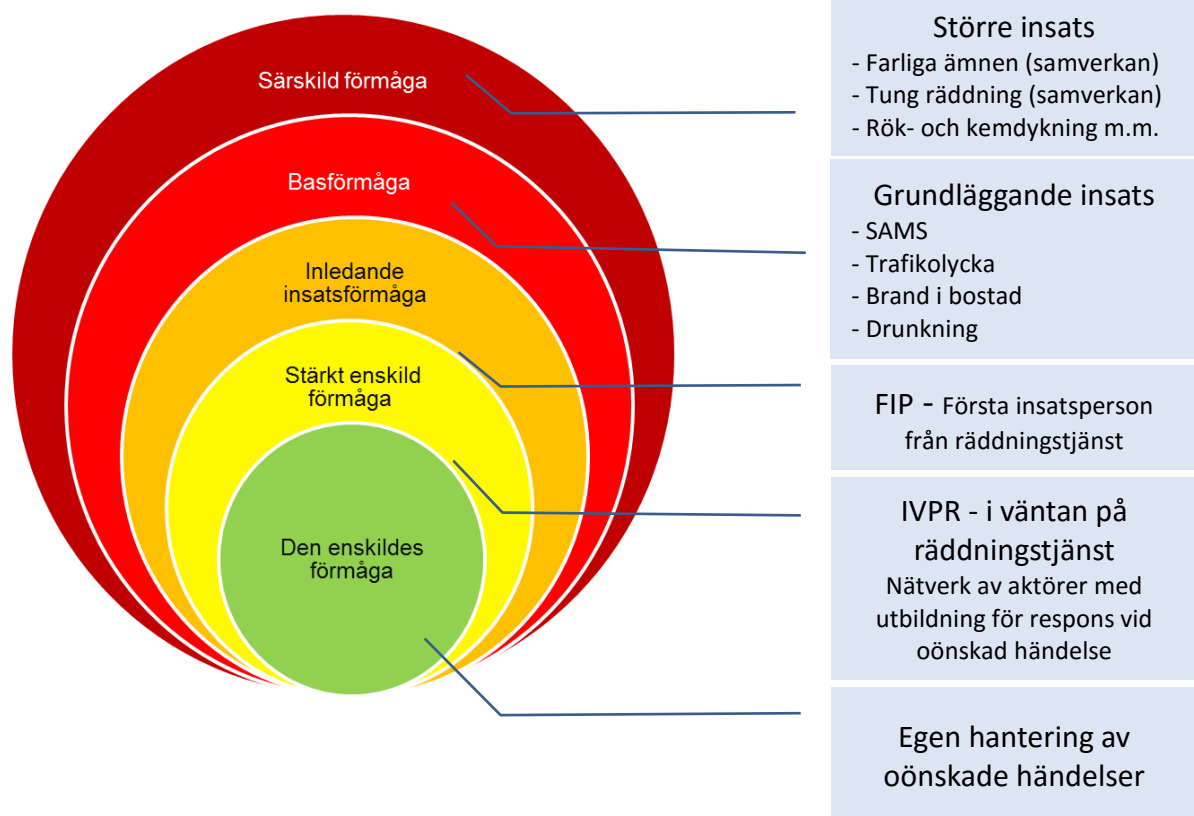 Särskild förmåga
Basförmåga
Inledande
insatsförmåga
Stärkt enskild
förmåga
Den enskildes
förmåga
Större insats
- Farliga ämnen (samverkan)
- Tung räddning (samverkan)
- Rök- och kemdykning m.m.
Grundläggande insats
- SAMS
- Trafikolycka
- Brand i bostad
- Drunkning
FIP - Första insatsperson
från räddningstjänst
IVPR - i väntan på
räddningstjänst
Nätverk av aktörer med
utbildning för respons vid
oönskad händelse
Egen hantering av
oönskade händelser